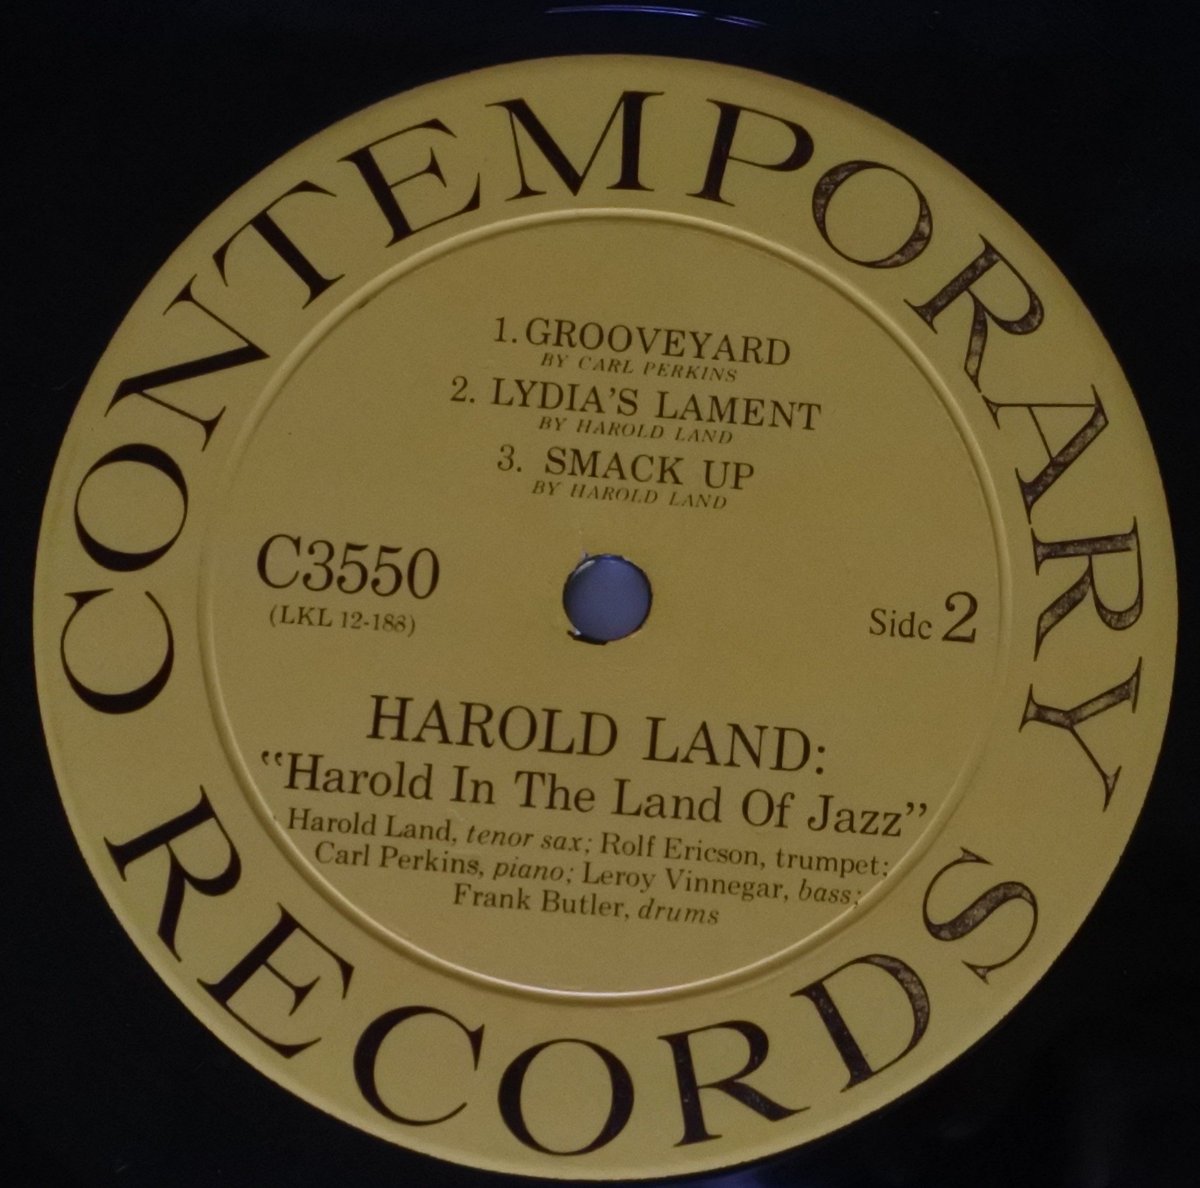 CONTEMPORARY
1. GROOVEYARD
BY CARL PERKINS
2. LYDIA'S LAMENT
BY HAROLD LAND
3. SMACK UP
BY HAROLD LAND
C3550
(LKL 12-188)
Side 2
HAROLD LAND:
"Harold In The Land Of Jazz"
Harold Land, tenor sax; Rolf Ericson, trumpet;
Carl Perkins, piano; Leroy Vinnegar, bass;
Frank Butler, drums
RECORDS